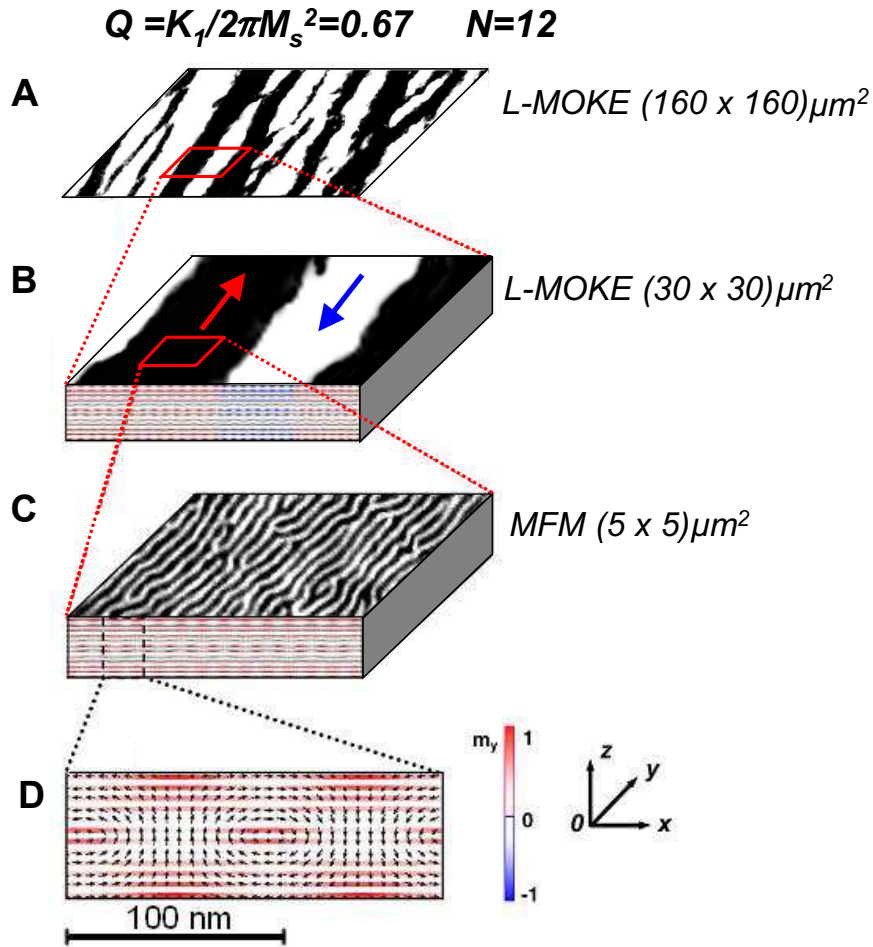 Q =K₁/2πMₛ²=0.67 N=12
A
L-MOKE (160 x 160)µm²
B
L-MOKE (30 x 30)µm²
C
MFM (5 x 5)µm²
D
m_y
1
0
-1
z
y
0
x
100 nm